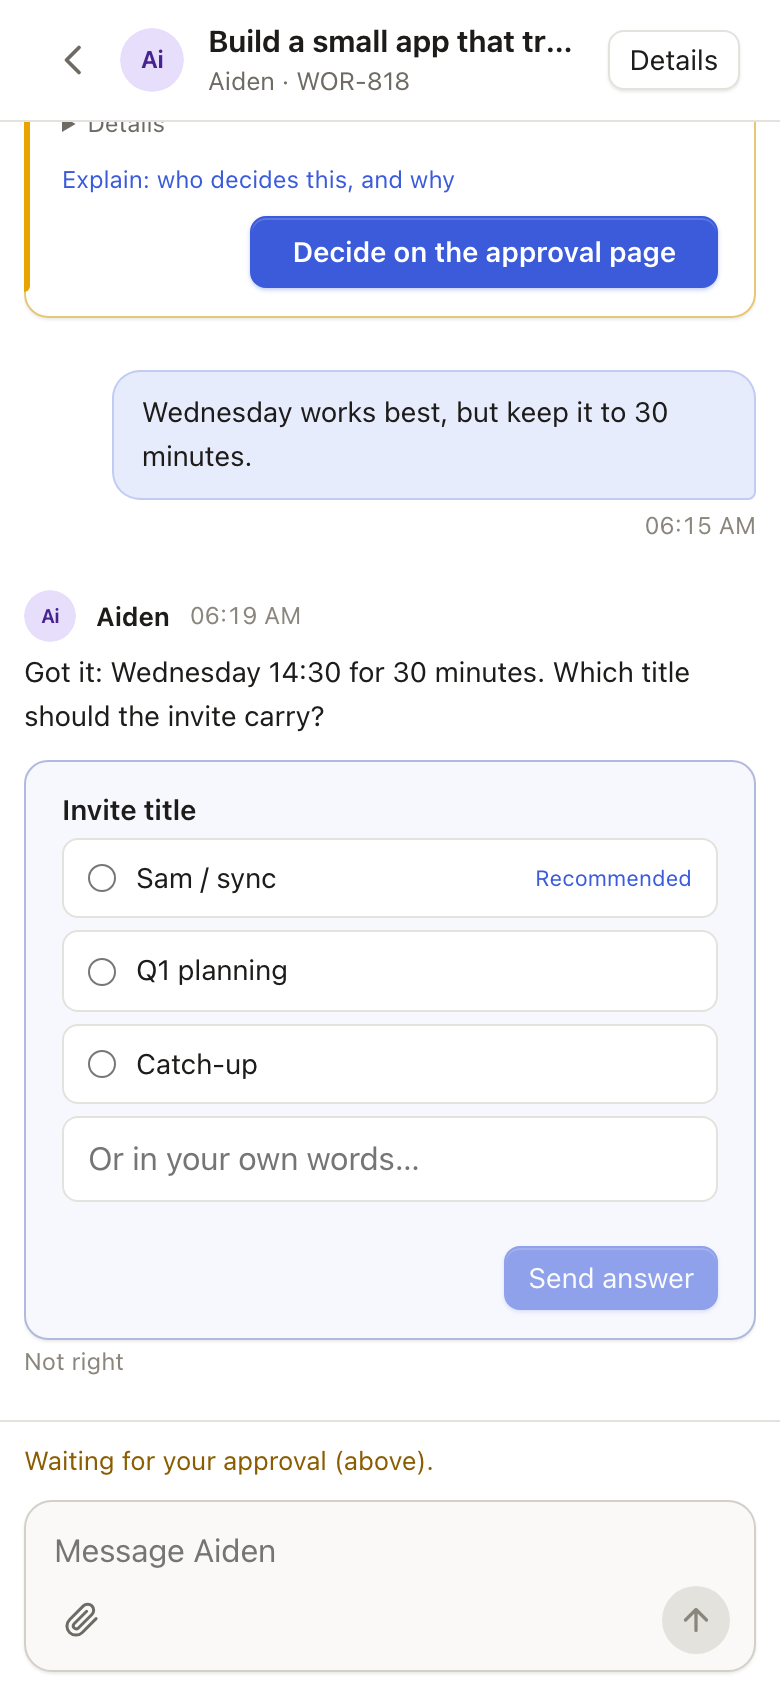 Ai
Build a small app that tr...
Aiden · WOR-818
Details
Details
Explain: who decides this, and why
Decide on the approval page
Wednesday works best, but keep it to 30
minutes.
06:15 AM
Ai
Aiden 06:19 AM
Got it: Wednesday 14:30 for 30 minutes. Which title
should the invite carry?
Invite title
Sam / sync Recommended
Q1 planning
Catch-up
Or in your own words...
Send answer
Not right
Waiting for your approval (above).
Message Aiden